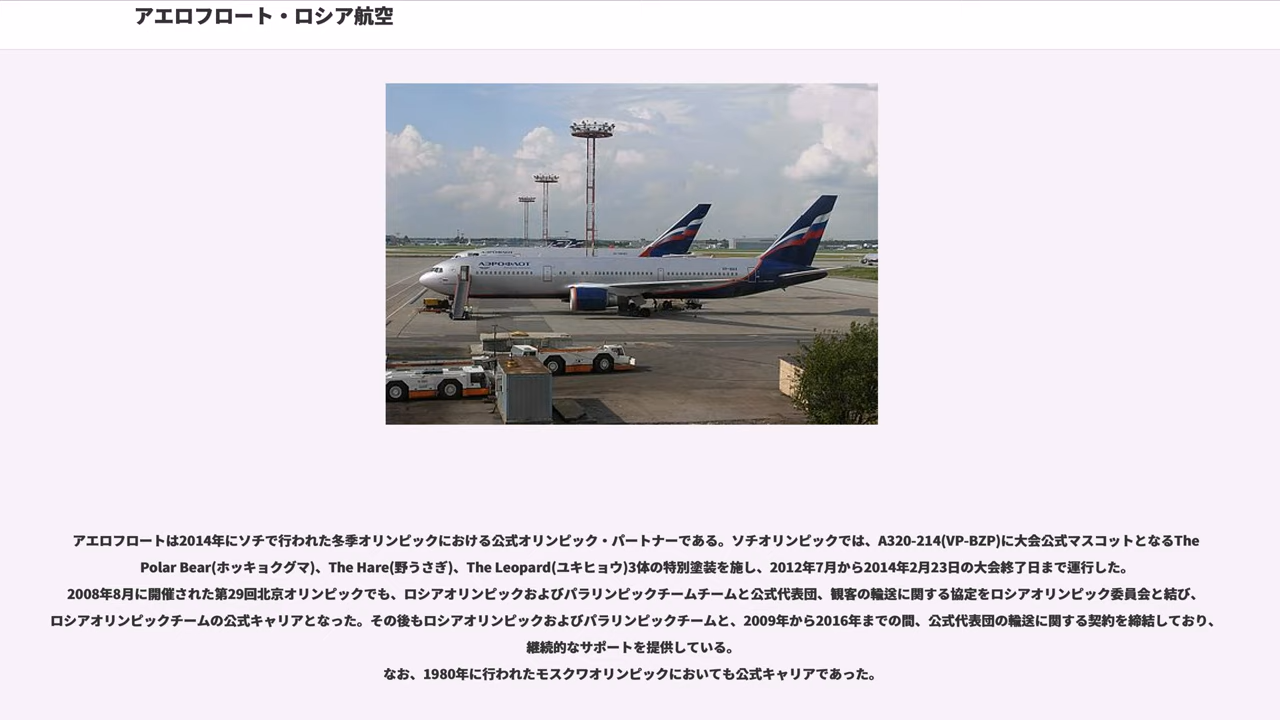 アエロフロート・ロシア航空
АЭРОФЛОТ
アエロフロートは2014年にソチで行われた冬季オリンピックにおける公式オリンピック・パートナーである。ソチオリンピックでは、A320-214(VP-BZP)に大会公式マスコットとなるThe
Polar Bear(ホッキョクグマ)、The Hare(野うさぎ)、The Leopard(ユキヒョウ)3体の特別塗装を施し、2012年7月から2014年2月23日の大会終了日まで運行した。
2008年8月に開催された第29回北京オリンピックでも、ロシアオリンピックおよびパラリンピックチームチームと公式代表団、観客の輸送に関する協定をロシアオリンピック委員会と結び、
ロシアオリンピックチームの公式キャリアとなった。その後もロシアオリンピックおよびパラリンピックチームと、2009年から2016年までの間、公式代表団の輸送に関する契約を締結しており、
継続的なサポートを提供している。
なお、1980年に行われたモスクワオリンピックにおいても公式キャリアであった。